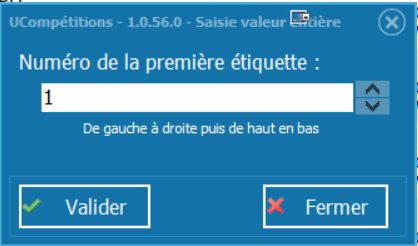 UCompétitions - 1.0.56.0 - Saisie valeur entière
Numéro de la première étiquette :
1
De gauche à droite puis de haut en bas
Valider
Fermer